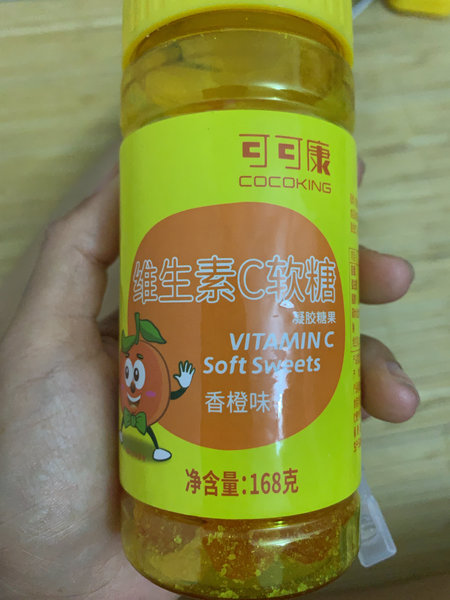 可可康
COCOKING
维生素C软糖
凝胶糖果
VITAMIN C
Soft Sweets
香橙味
净含量:168克